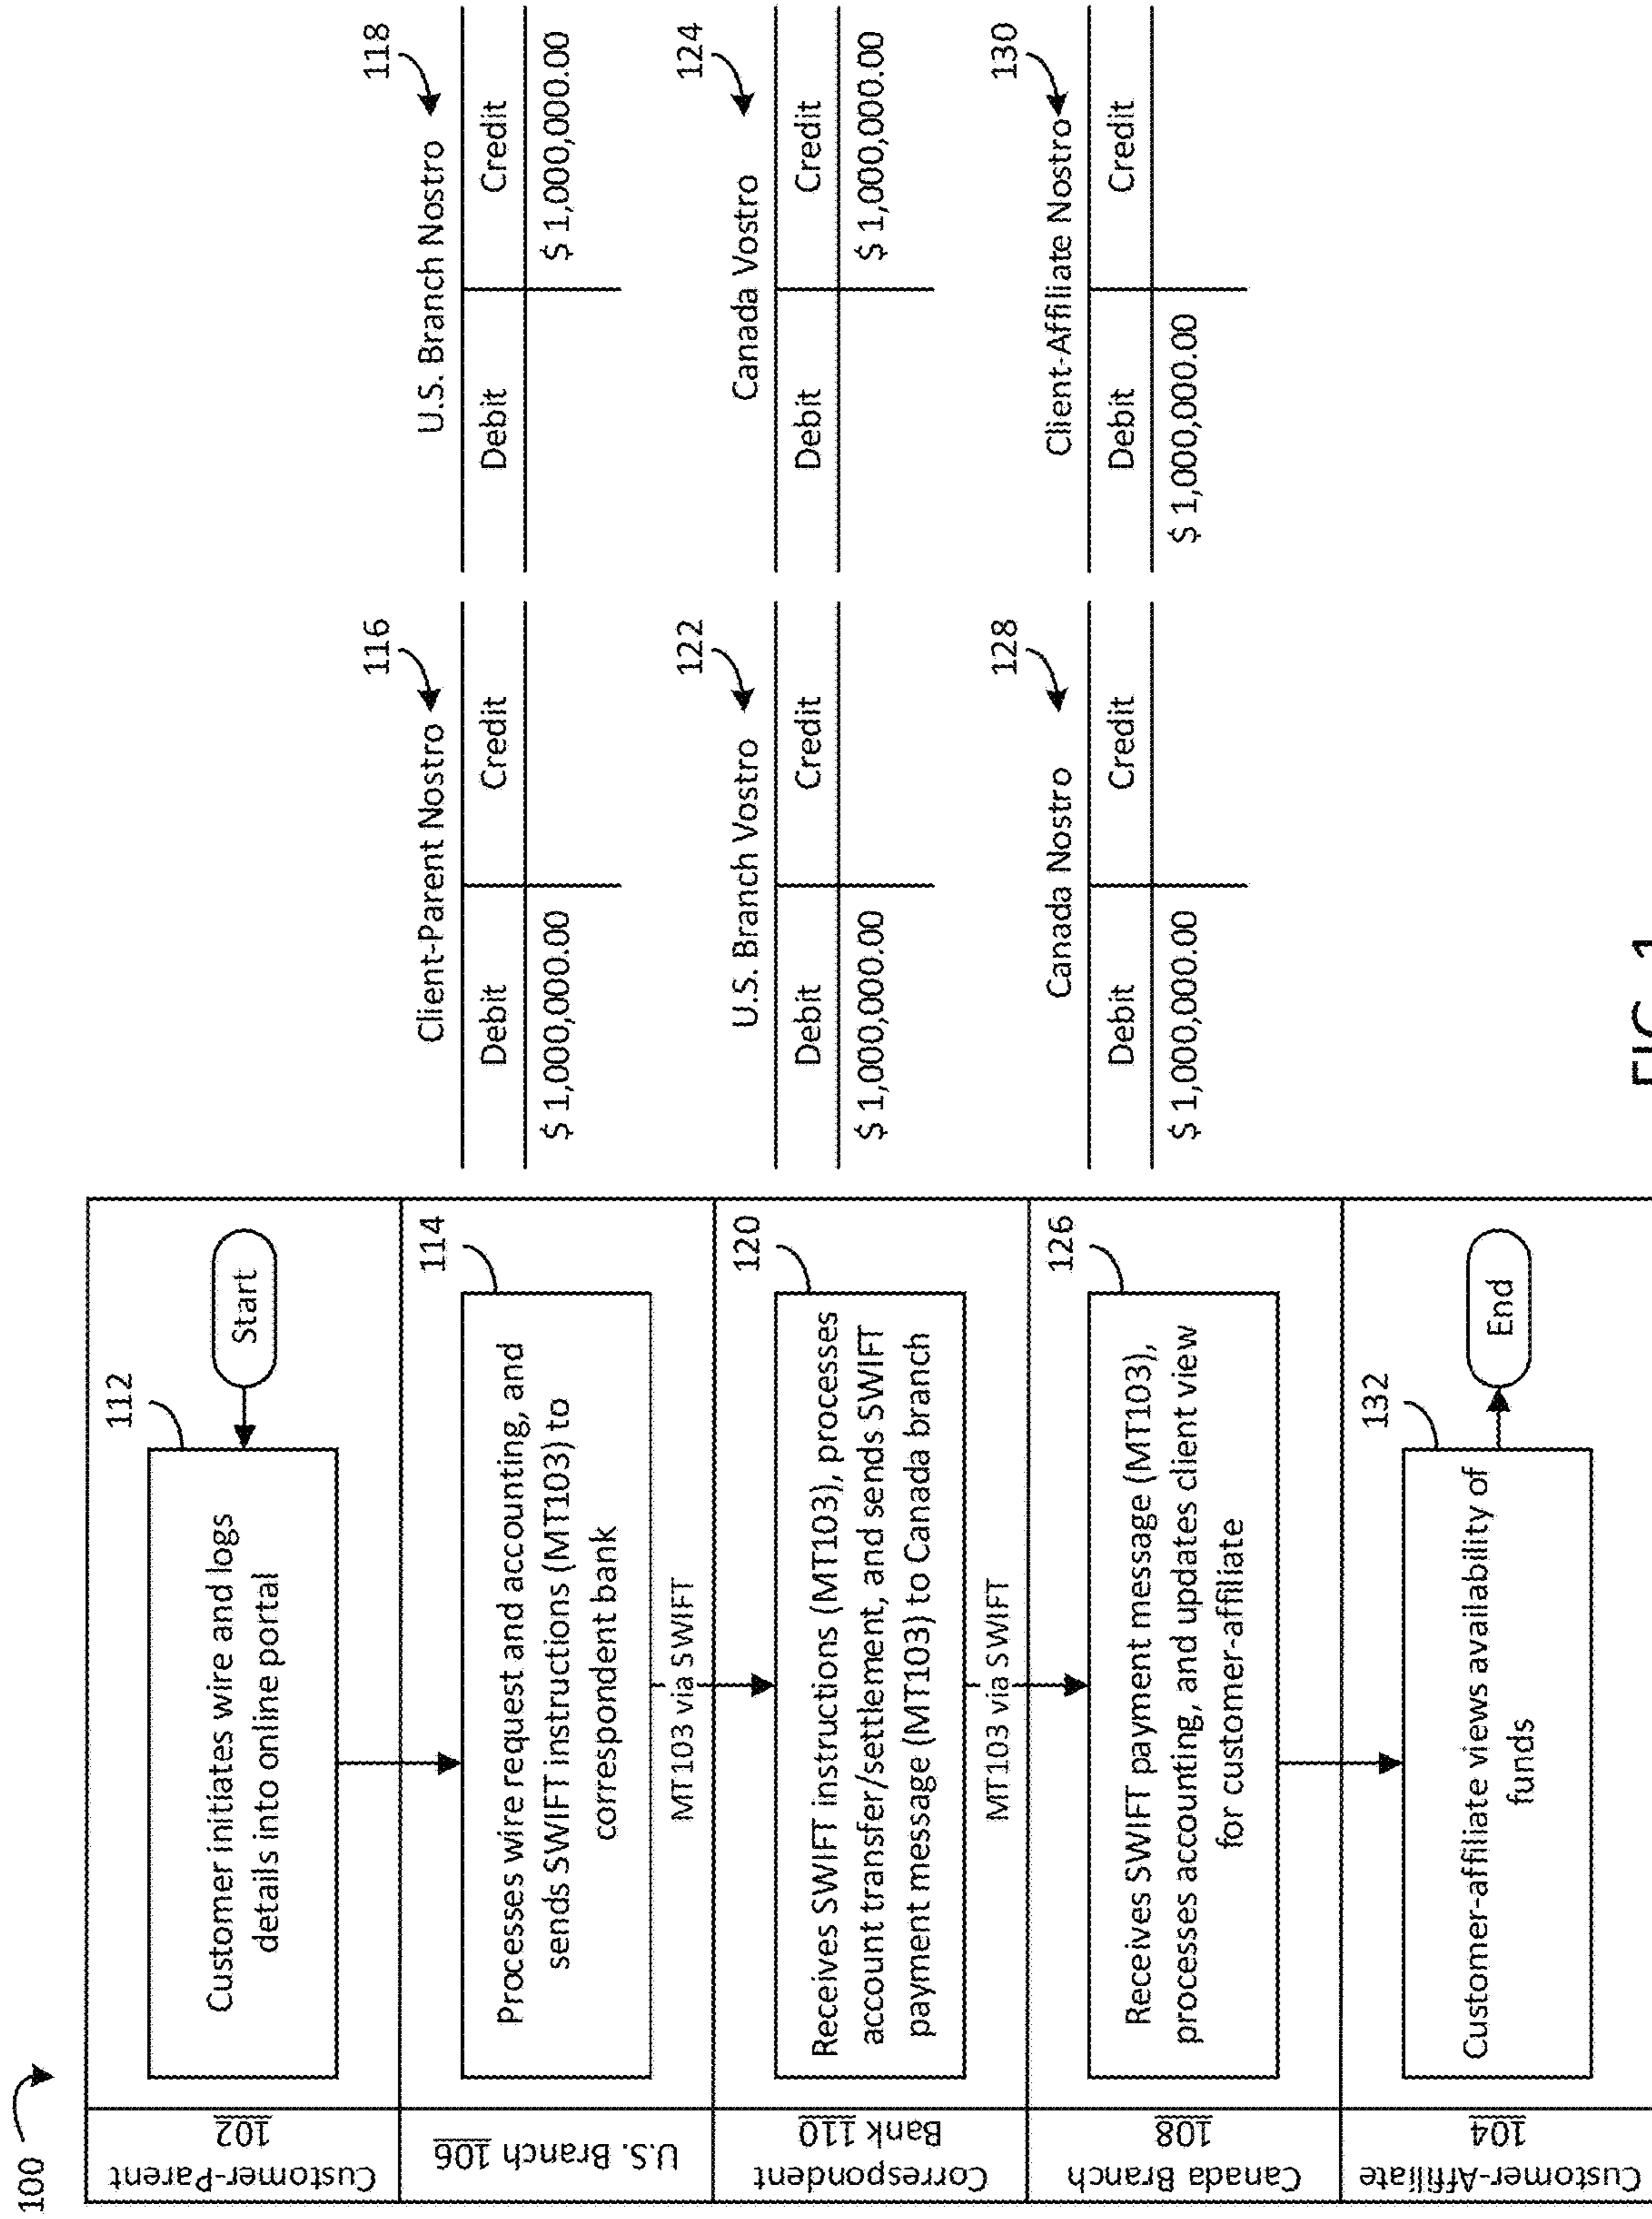 100
Customer-Parent
102
112
Start
Customer initiates wire and logs
details into online portal
U.S. Branch 106
114
Processes wire request and accounting, and
sends SWIFT instructions (MT103) to
correspondent bank
MT103 via SWIFT
116
Client-Parent Nostro
Debit
Credit
$ 1,000,000.00
118
U.S. Branch Nostro
Debit
Credit
$ 1,000,000.00
Correspondent
Bank 110
120
Receives SWIFT instructions (MT103), processes
account transfer/settlement, and sends SWIFT
payment message (MT103) to Canada branch
MT103 via SWIFT
122
U.S. Branch Vostro
Debit
Credit
$ 1,000,000.00
124
Canada Vostro
Debit
Credit
$ 1,000,000.00
Canada Branch
108
126
Receives SWIFT payment message (MT103),
processes accounting, and updates client view
for customer-affiliate
128
Canada Nostro
Debit
Credit
$ 1,000,000.00
130
Client-Affiliate Nostro
Debit
Credit
$ 1,000,000.00
Customer-Affiliate
104
132
Customer-affiliate views availability of
funds
End
FIG. 1